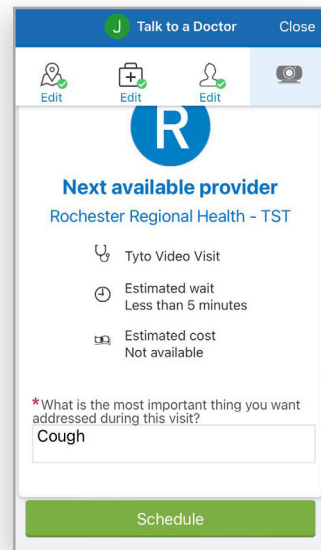 J Talk to a Doctor Close
Edit Edit Edit
R
Next available provider
Rochester Regional Health - TST
Tyto Video Visit
Estimated wait
Less than 5 minutes
Estimated cost
Not available
*What is the most important thing you want
addressed during this visit?
Cough
Schedule